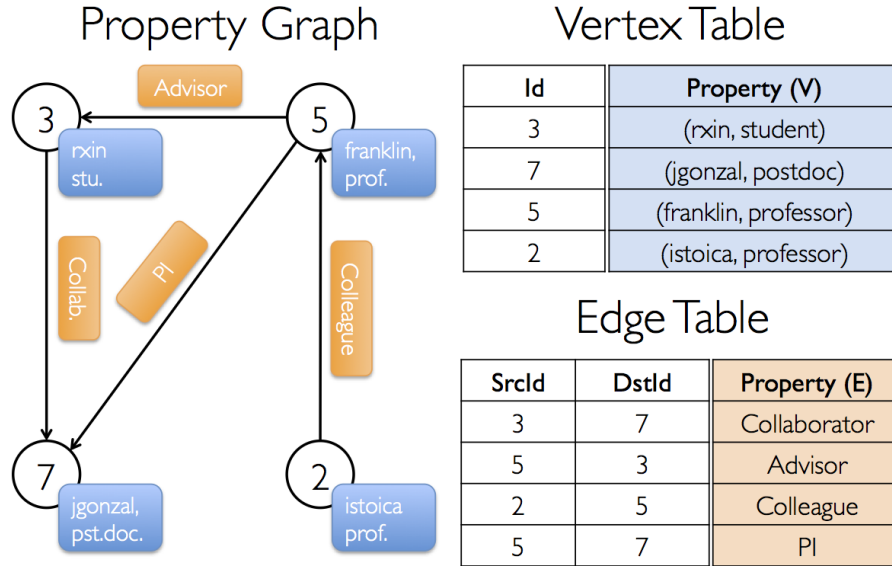 Property Graph
Advisor
3
rxin
stu.
5
franklin,
prof.
Collab.
PI
Colleague
7
jgonzal,
pst.doc.
2
istoica
prof.
Vertex Table
Id Property (V)
3 (rxin, student)
7 (jgonzal, postdoc)
5 (franklin, professor)
2 (istoica, professor)
Edge Table
SrcId DstId Property (E)
3 7 Collaborator
5 3 Advisor
2 5 Colleague
5 7 PI